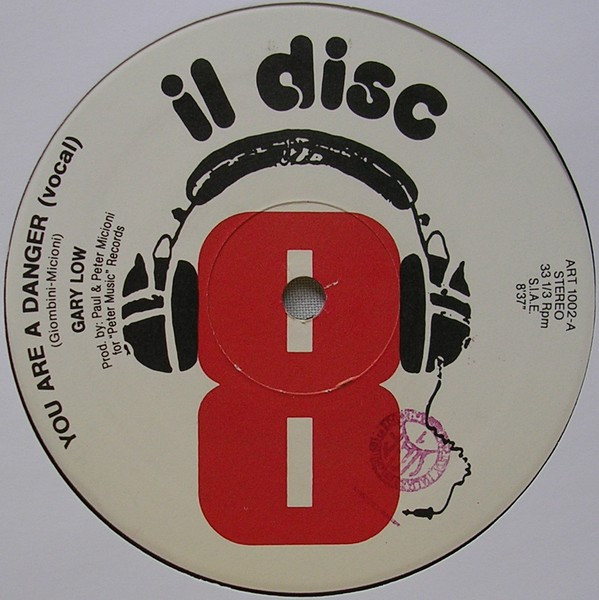 il disc
8
YOU ARE A DANGER (vocal)
(Giombini-Micioni)
GARY LOW
Prod. by: Paul & Peter Micioni
for "Peter Music" Records
ART 1002-A
STEREO
33 1/3 Rpm
S.I.A.E.
8'37"